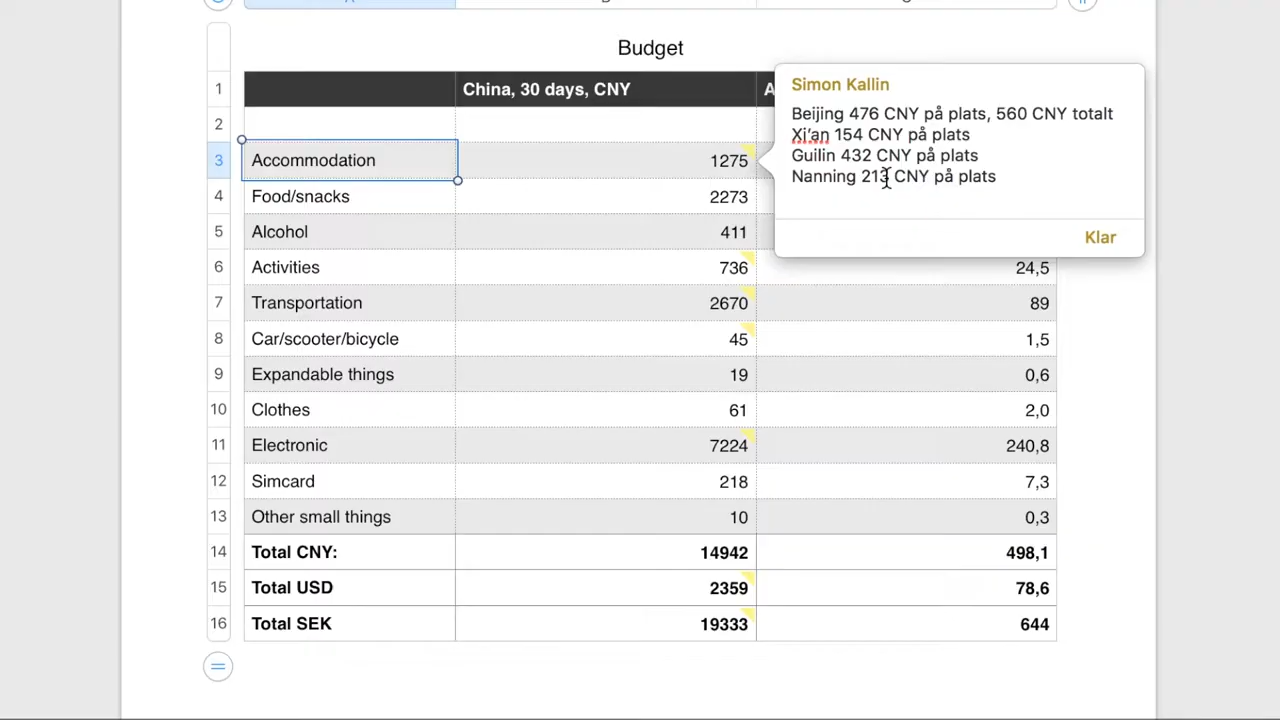 Budget
1 China, 30 days, CNY A
Simon Kallin
Beijing 476 CNY på plats, 560 CNY totalt
Xi'an 154 CNY på plats
Guilin 432 CNY på plats
Nanning 213 CNY på plats
Klar
2
3 Accommodation 1275
4 Food/snacks 2273
5 Alcohol 411
6 Activities 736 24,5
7 Transportation 2670 89
8 Car/scooter/bicycle 45 1,5
9 Expandable things 19 0,6
10 Clothes 61 2,0
11 Electronic 7224 240,8
12 Simcard 218 7,3
13 Other small things 10 0,3
14 Total CNY: 14942 498,1
15 Total USD 2359 78,6
16 Total SEK 19333 644